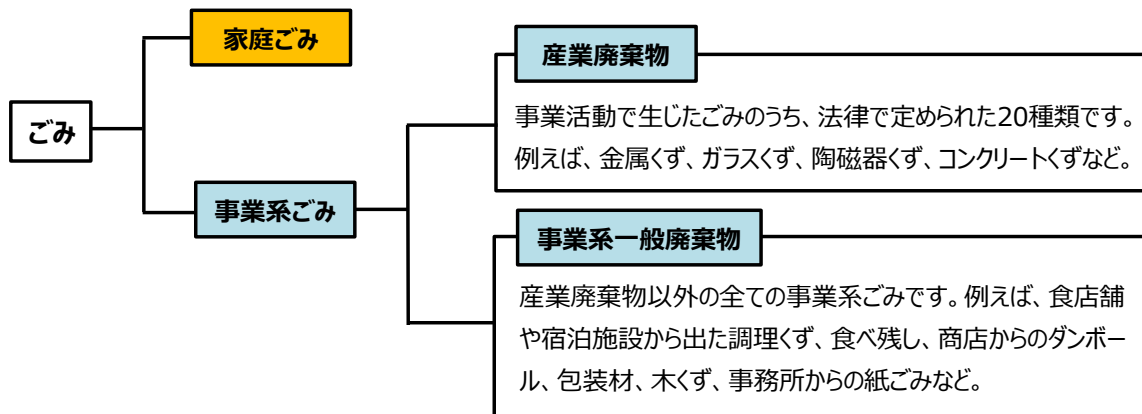 家庭ごみ
ごみ
事業系ごみ
産業廃棄物
事業活動で生じたごみのうち、法律で定められた20種類です。
例えば、金属くず、ガラスくず、陶磁器くず、コンクリートくずなど。
事業系一般廃棄物
産業廃棄物以外の全ての事業系ごみです。例えば、食店舗
や宿泊施設から出た調理くず、食べ残し、商店からのダンボー
ル、包装材、木くず、事務所からの紙ごみなど。